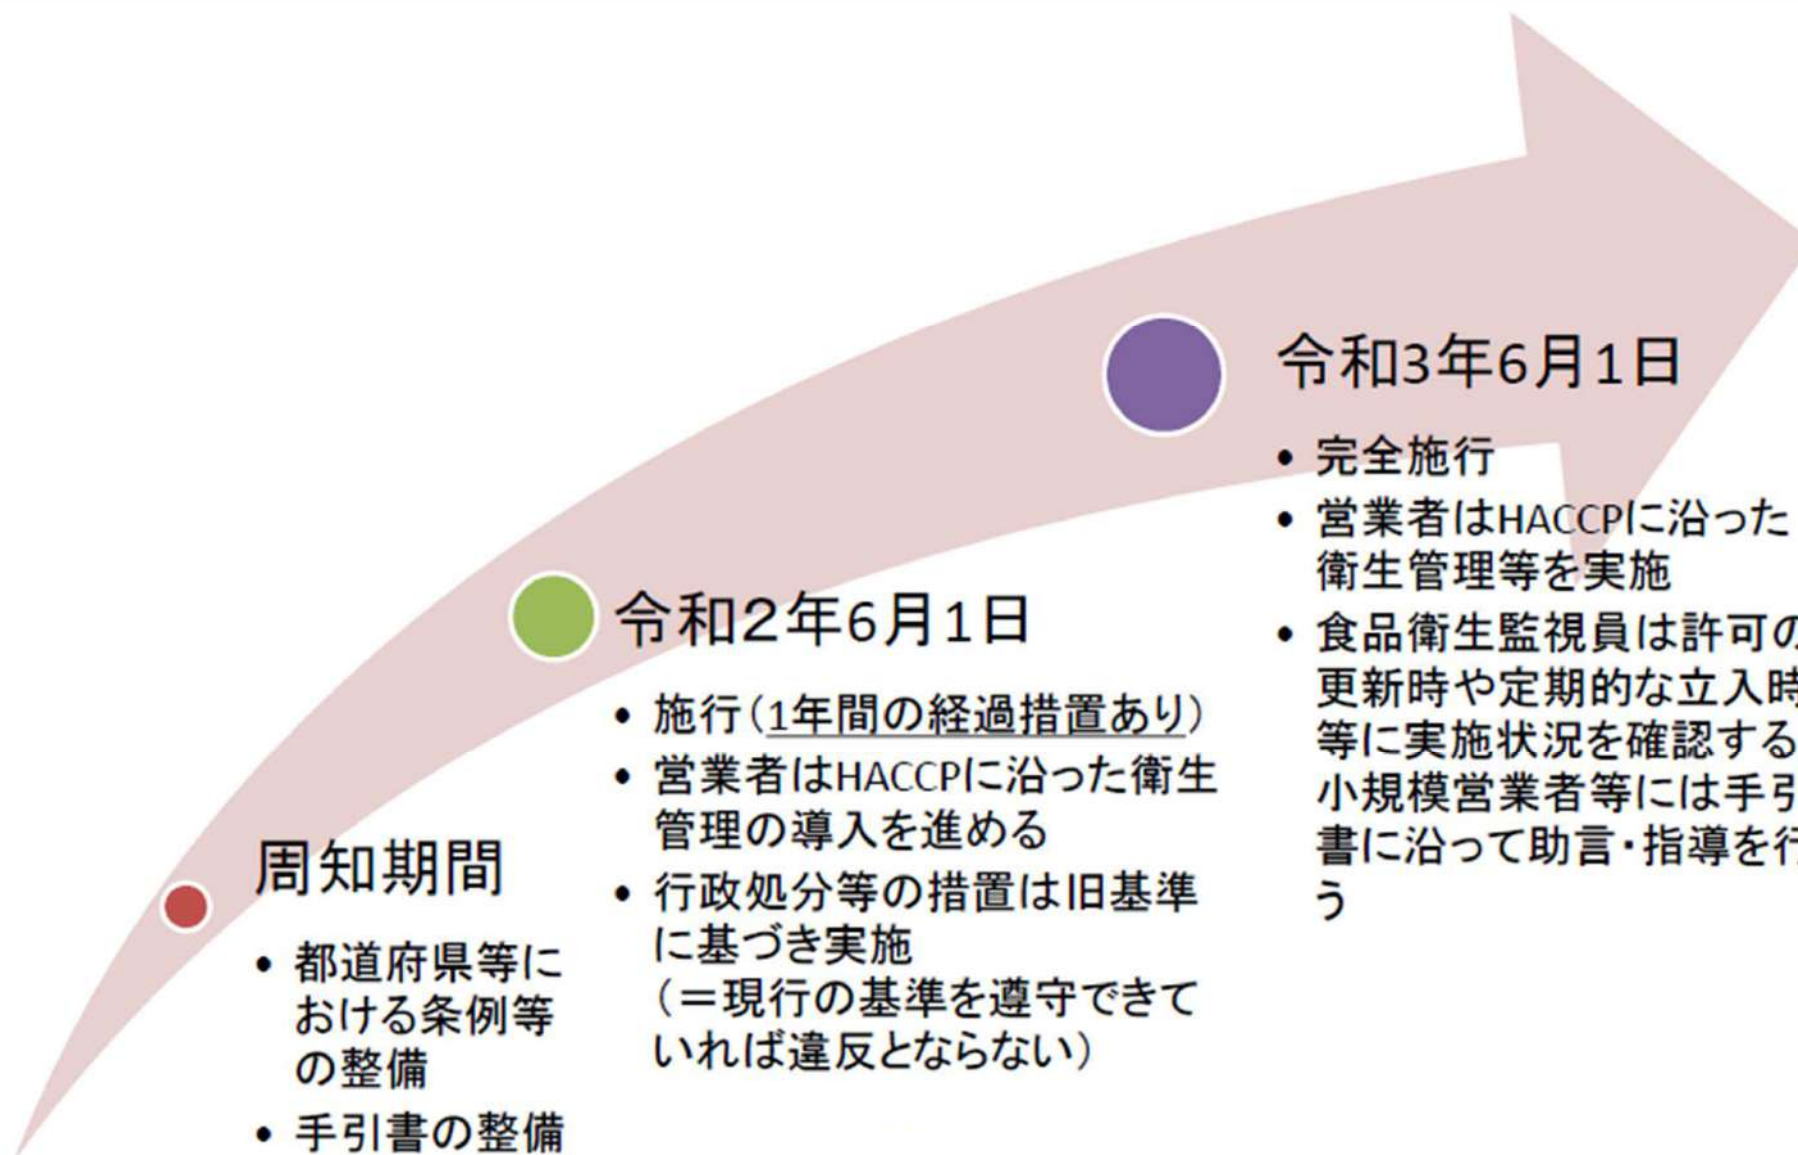 周知期間
• 都道府県等に
おける条例等
の整備
• 手引書の整備
令和２年6月1日
• 施行（1年間の経過措置あり）
• 営業者はHACCPに沿った衛生
管理の導入を進める
• 行政処分等の措置は旧基準
に基づき実施
（＝現行の基準を遵守できて
いれば違反とならない）
令和3年6月1日
• 完全施行
• 営業者はHACCPに沿った
衛生管理等を実施
• 食品衛生監視員は許可の
更新時や定期的な立入時
等に実施状況を確認する
小規模営業者等には手引
書に沿って助言・指導を行
う